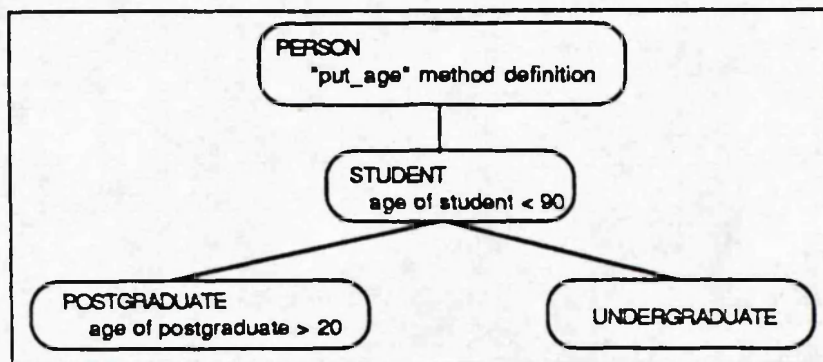 PERSON
"put_age" method definition
STUDENT
age of student < 90
POSTGRADUATE
age of postgraduate > 20
UNDERGRADUATE